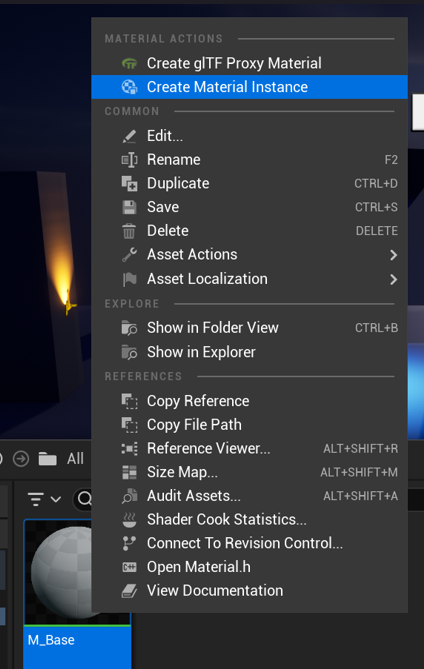 MATERIAL ACTIONS
Create glTF Proxy Material
Create Material Instance
COMMON
Edit...
Rename F2
Duplicate CTRL+D
Save CTRL+S
Delete DELETE
Asset Actions
Asset Localization
EXPLORE
Show in Folder View CTRL+B
Show in Explorer
REFERENCES
Copy Reference
Copy File Path
Reference Viewer... ALT+SHIFT+R
All
Size Map... ALT+SHIFT+M
Audit Assets... ALT+SHIFT+A
Shader Cook Statistics...
Connect To Revision Control...
C++ Open Material.h
View Documentation
M_Base